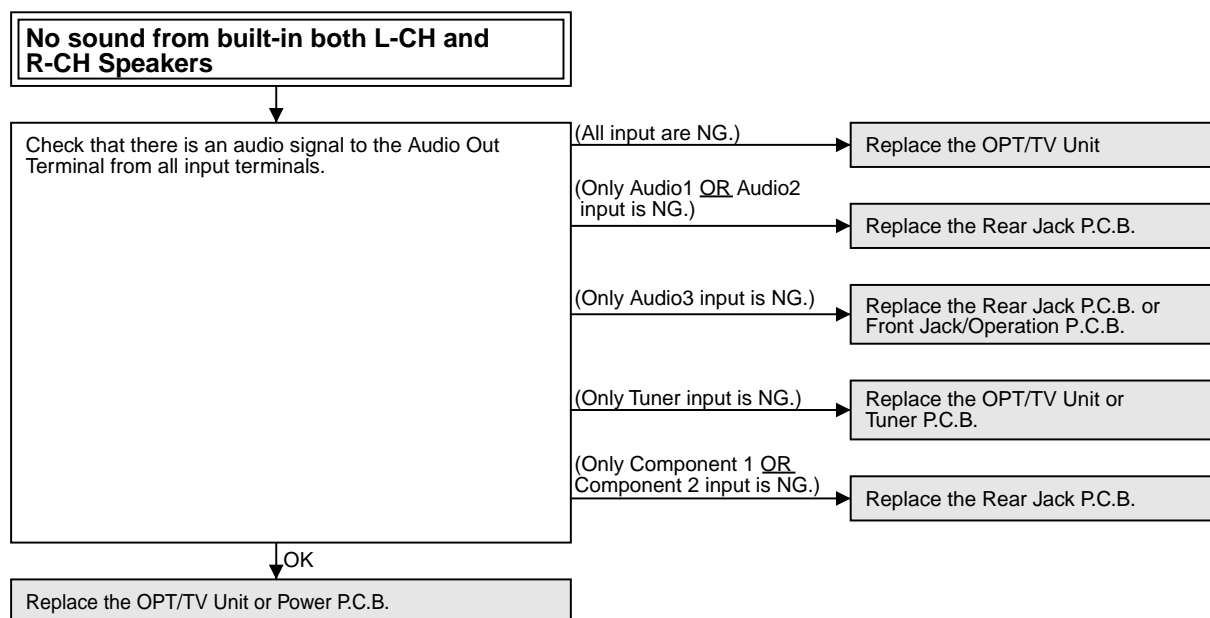 No sound from built-in both L-CH and
R-CH Speakers
Check that there is an audio signal to the Audio Out
Terminal from all input terminals.
(All input are NG.)
Replace the OPT/TV Unit
(Only Audio1 OR Audio2
input is NG.)
Replace the Rear Jack P.C.B.
(Only Audio3 input is NG.)
Replace the Rear Jack P.C.B. or
Front Jack/Operation P.C.B.
(Only Tuner input is NG.)
Replace the OPT/TV Unit or
Tuner P.C.B.
(Only Component 1 OR
Component 2 input is NG.)
Replace the Rear Jack P.C.B.
OK
Replace the OPT/TV Unit or Power P.C.B.